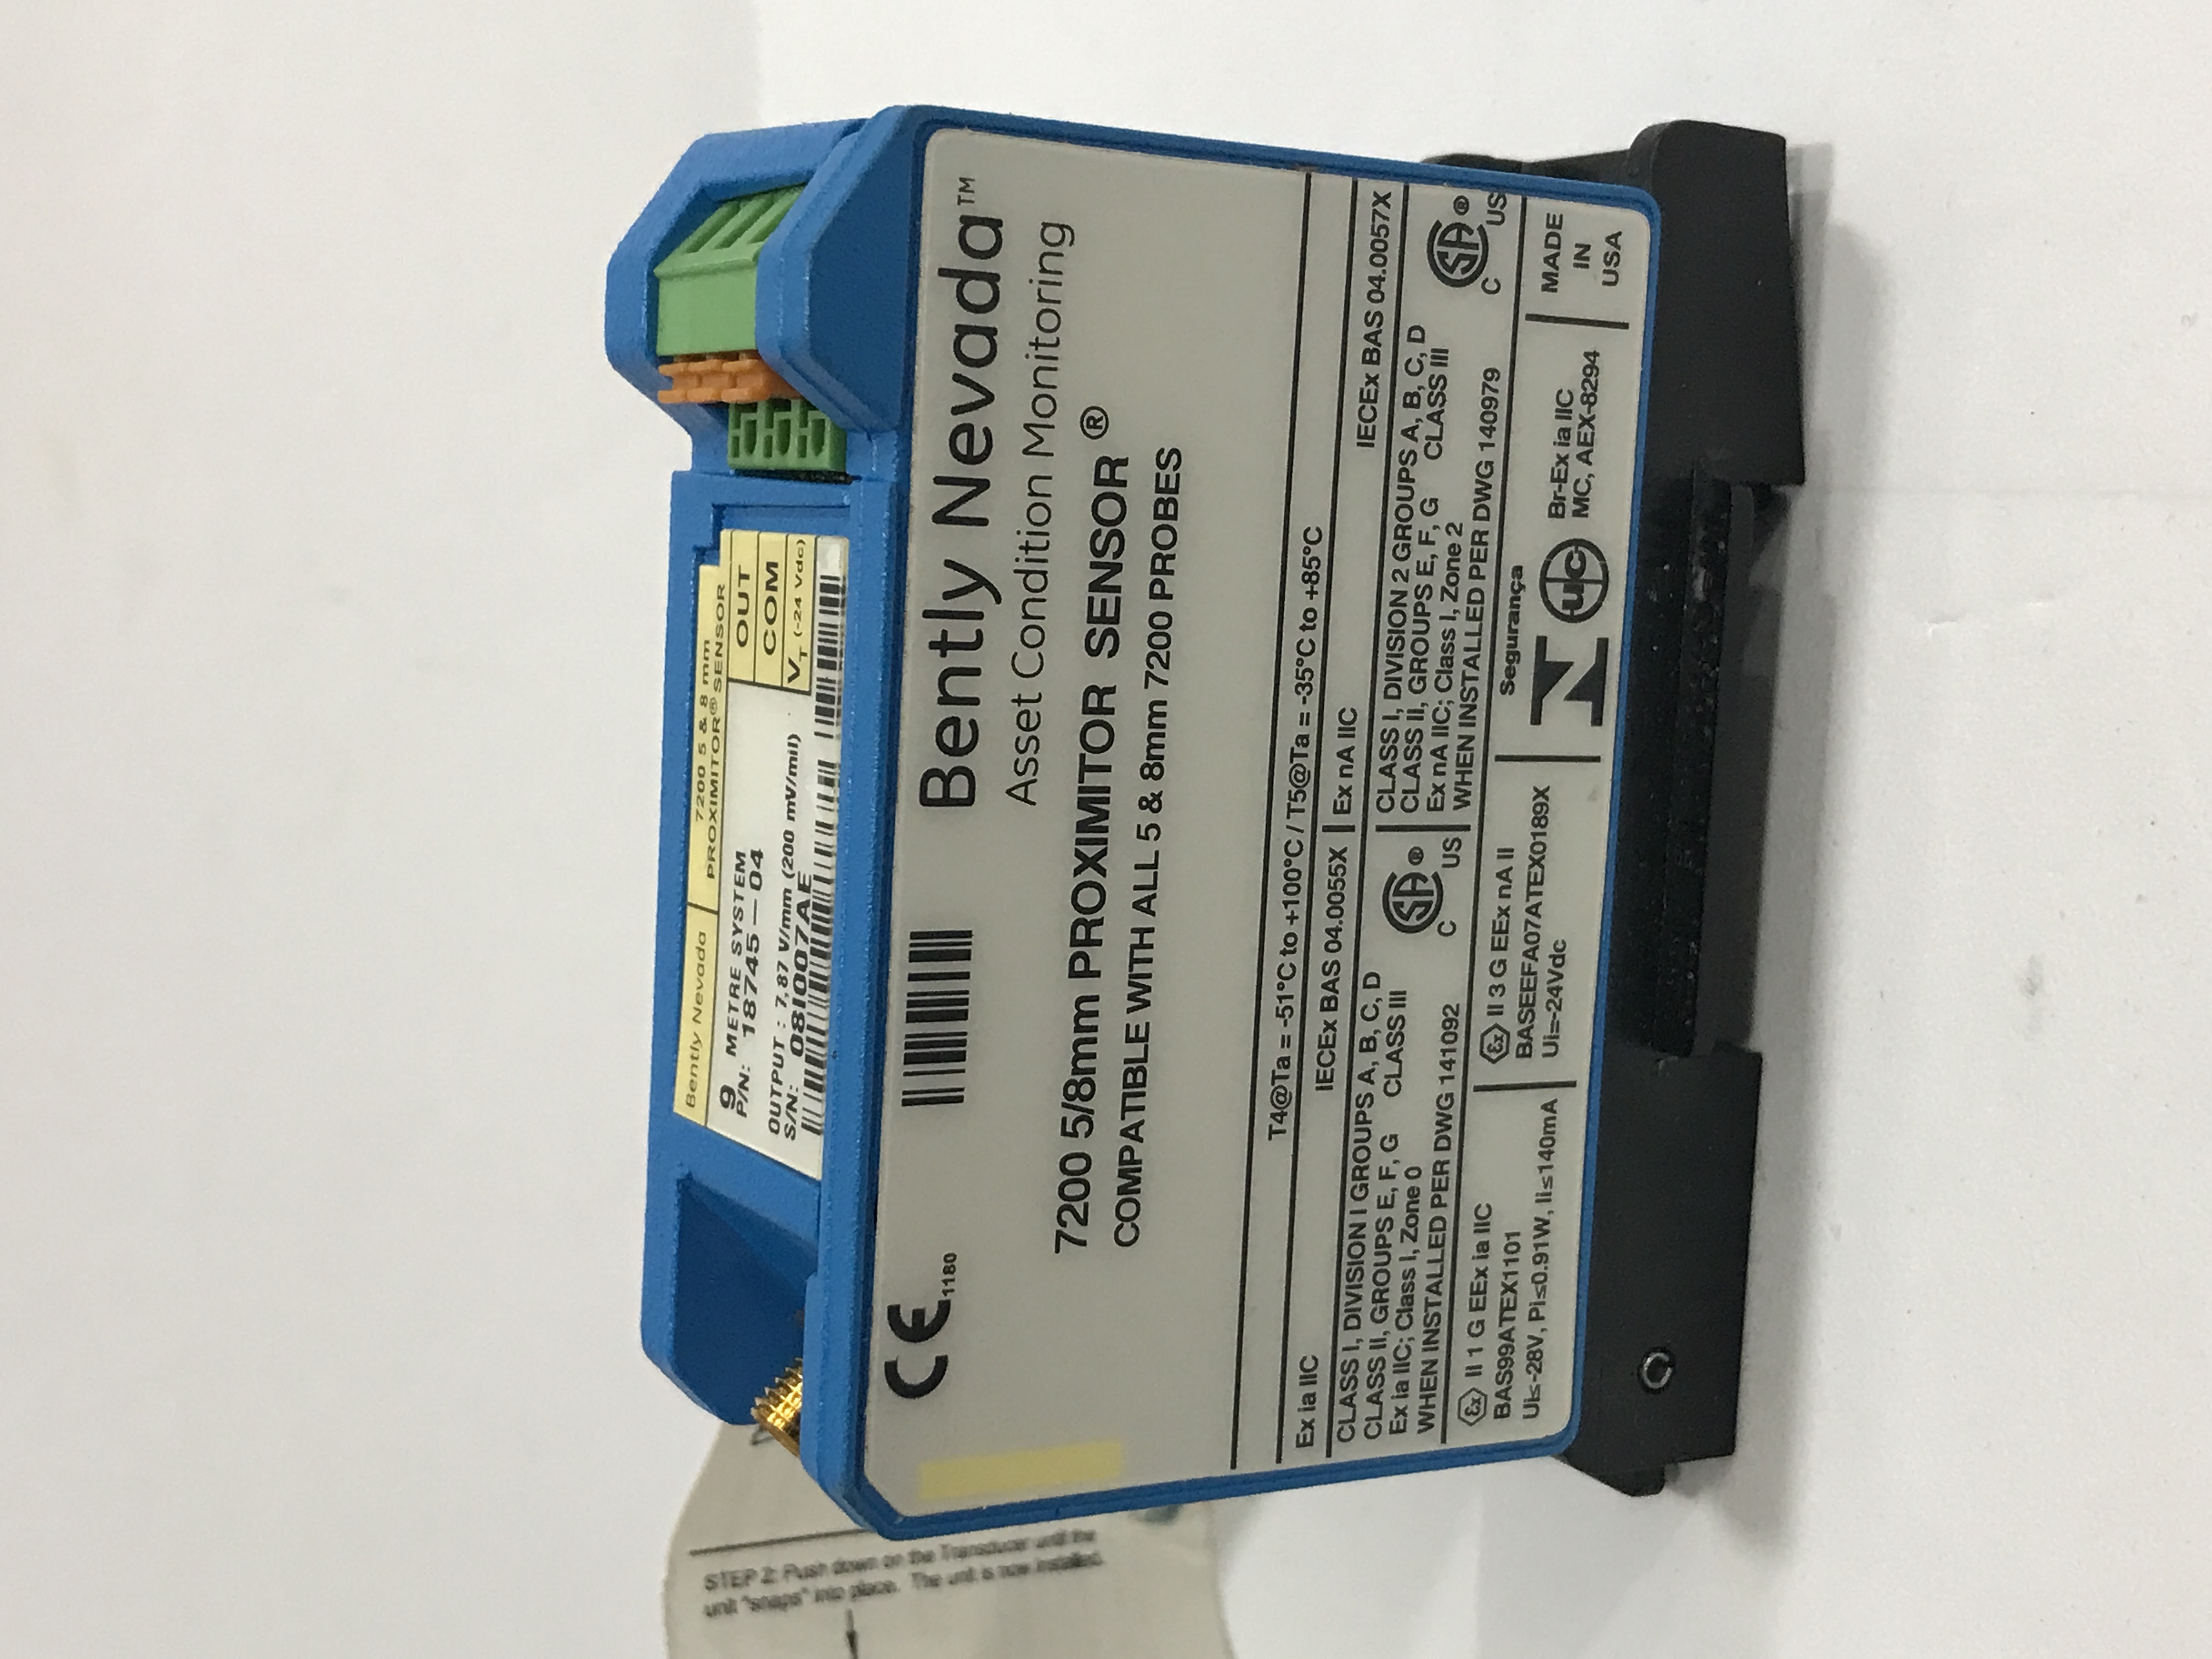 Bently Nevada
7200 5 & 8 mm
PROXIMITOR® SENSOR
9 METRE SYSTEM
P/N: 18745-04
OUTPUT : 7,87 V/mm (200 mV/mil)
S/N: 08I007AE
OUT
COM
VT (-24 Vdc)
CE 1180
Bently Nevada™
Asset Condition Monitoring
7200 5/8mm PROXIMITOR SENSOR®
COMPATIBLE WITH ALL 5 & 8mm 7200 PROBES
T4@Ta = -51°C to +100°C / T5@Ta = -35°C to +85°C
Ex ia IIC
IECEx BAS 04.0055X
Ex nA IIC
IECEx BAS 04.0057X
CLASS I, DIVISION I GROUPS A, B, C, D
CLASS II, GROUPS E, F, G CLASS III
Ex ia IIC; Class I, Zone 0
WHEN INSTALLED PER DWG 141092
C SA ® US
CLASS I, DIVISION 2 GROUPS A, B, C, D
CLASS II, GROUPS E, F, G CLASS III
Ex nA IIC; Class I, Zone 2
WHEN INSTALLED PER DWG 140979
C SA ® US
Ex II 1 G EEx ia IIC
BAS99ATEX1101
Ui≤-28V, Pi≤0.91W, Ii≤140mA
Ex II 3 G EEx nA II
BASEEFA07ATEX0189X
Ui=-24Vdc
Segurança
N UC
Br-Ex ia IIC
MC, AEX-8294
MADE
IN
USA
STEP 2: Push down on the Transducer until the
unit "snaps" into place. The unit is now installed.